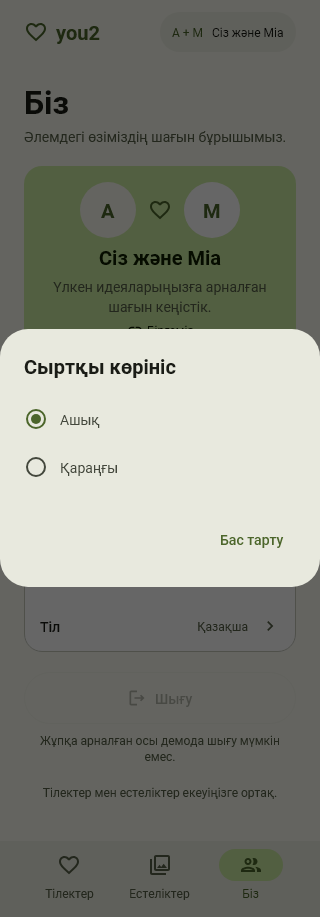 you2
A + M Сіз және Mia
Біз
Әлемдегі өзіміздің шағын бұрышымыз.
A
M
Сіз және Mia
Үлкен идеяларыңызға арналған
шағын кеңістік.
Сыртқы көрініс
Ашық
Қараңғы
Бас тарту
Тіл
Қазақша
Шығу
Жұпқа арналған осы демода шығу мүмкін
емес.
Тілектер мен естеліктер екеуіңізге ортақ.
Тілектер
Естеліктер
Біз